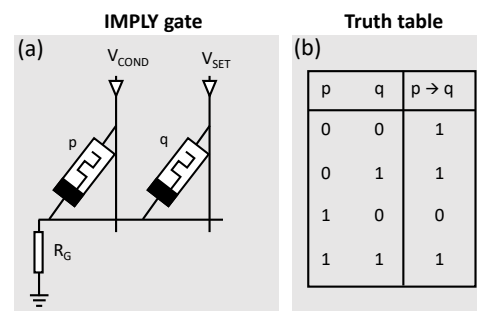 IMPLY gate
(a)
V_COND
V_SET
p
q
R_G
Truth table
(b)
p q p → q
0 0 1
0 1 1
1 0 0
1 1 1